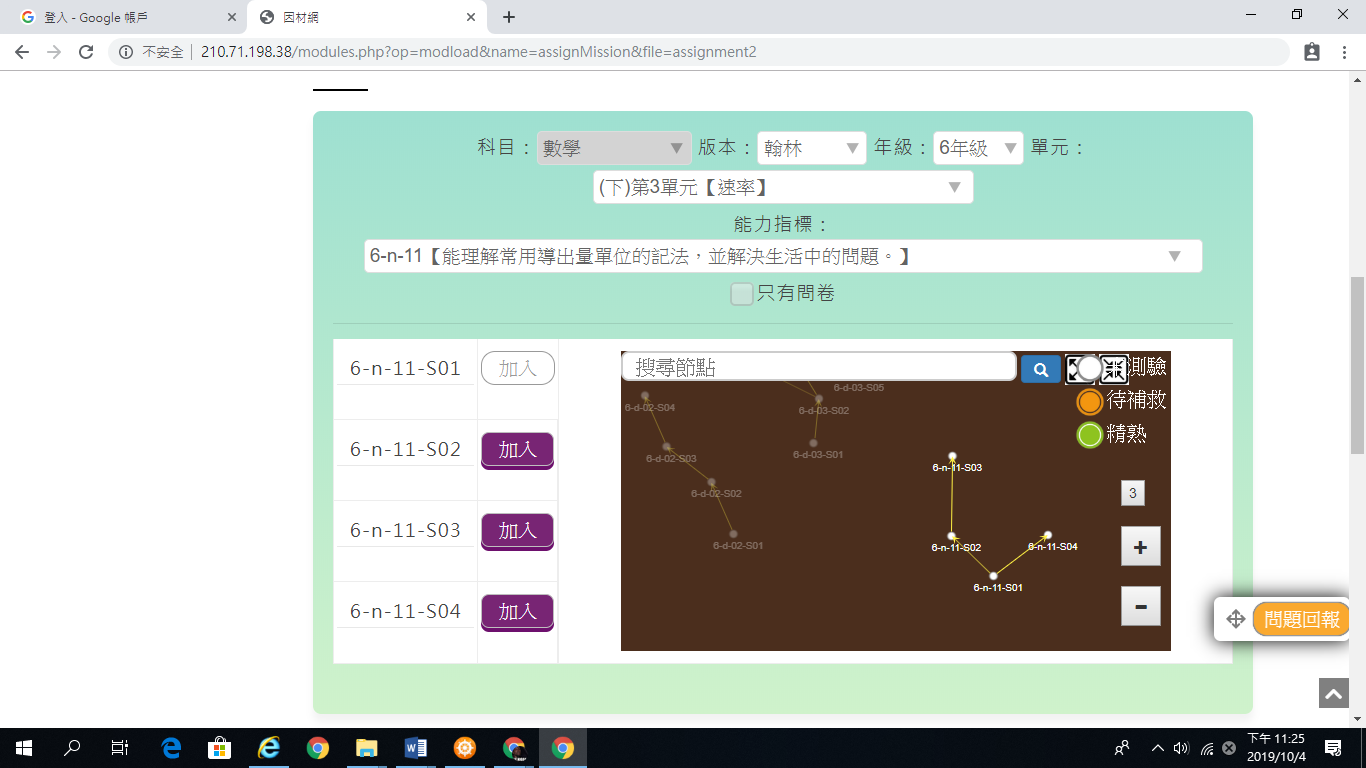 登入 - Google 帳戶
因材網
不安全 210.71.198.38/modules.php?op=modload&name=assignMission&file=assignment2
科目： 數學 版本： 翰林 年級： 6年級 單元：
(下)第3單元【速率】
能力指標：
6-n-11【能理解常用導出量單位的記法，並解決生活中的問題。】
只有問卷
6-n-11-S01 加入
6-n-11-S02 加入
6-n-11-S03 加入
6-n-11-S04 加入
搜尋節點
測驗
待補救
精熟
6-d-03-S05
6-d-02-S04
6-d-03-S02
6-d-03-S01
6-d-02-S03
6-n-11-S03
6-d-02-S02
3
6-d-02-S01
6-n-11-S02
6-n-11-S04
6-n-11-S01
+
-
問題回報
下午 11:25
2019/10/4